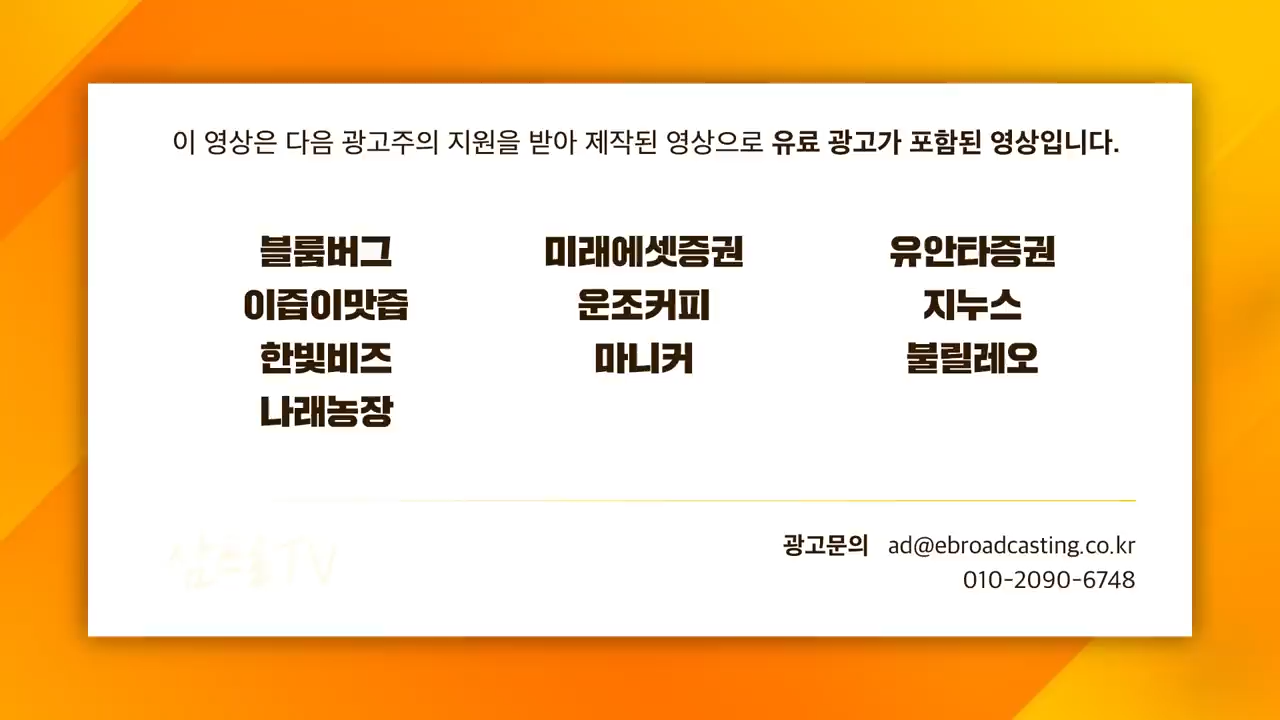 이 영상은 다음 광고주의 지원을 받아 제작된 영상으로 유료 광고가 포함된 영상입니다.
블룸버그 미래에셋증권 유안타증권
이즙이맛즙 운조커피 지누스
한빛비즈 마니커 불릴레오
나래농장
광고문의 ad@ebroadcasting.co.kr
010-2090-6748